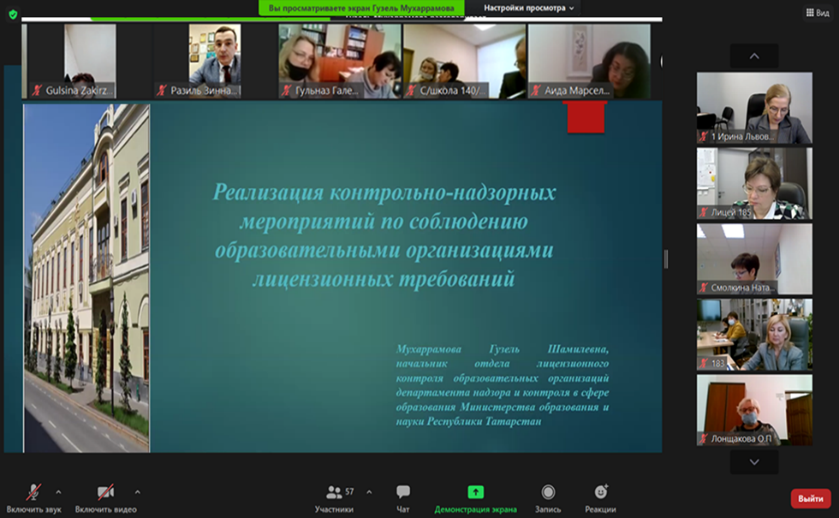 Вы просматриваете экран Гузель Мухаррамова
Настройки просмотра
Вид
Gulsina Zakirz...
Разиль Зинна...
Гульназ Гале...
С/школа 140/...
Аида Марсел...
1 Ирина Львов...
Лицей 185
Смолкина Ната...
183
Лонщакова О.П
Реализация контрольно-надзорных
мероприятий по соблюдению
образовательными организациями
лицензионных требований
Мухаррамова Гузель Шамилевна,
начальник отдела лицензионного
контроля образовательных организаций
департамента надзора и контроля в сфере
образования Министерства образования и
науки Республики Татарстан
Включить звук
Включить видео
57
Участники
Чат
Демонстрация экрана
Запись
Реакции
Выйти